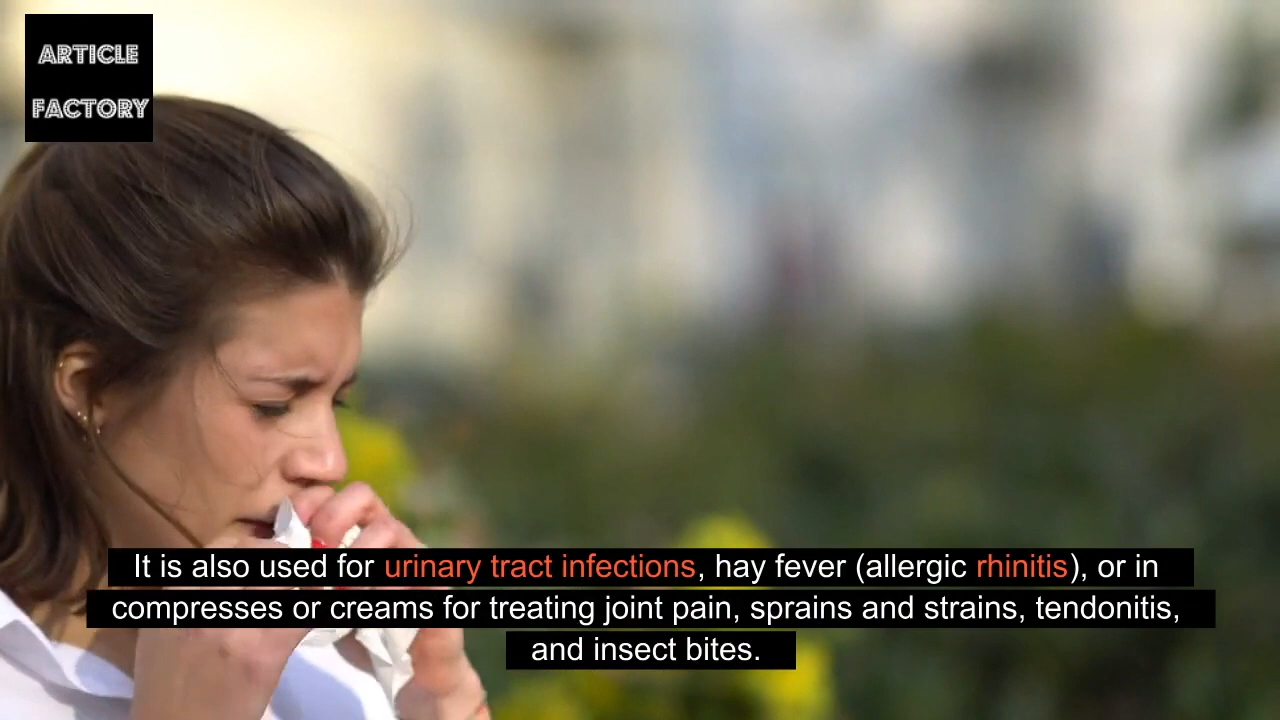 ARTICLE
FACTORY
It is also used for urinary tract infections, hay fever (allergic rhinitis), or in
compresses or creams for treating joint pain, sprains and strains, tendonitis,
and insect bites.